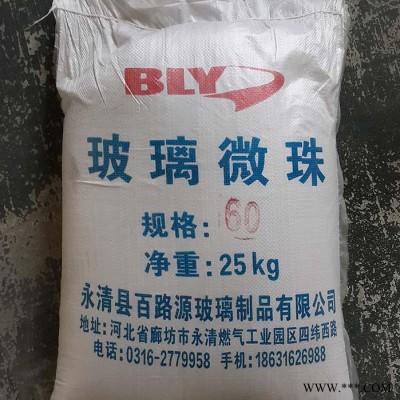 BLY
玻璃微珠
规格:60
净重:25kg
永清县百路源玻璃制品有限公司
地址:河北省廊坊市永清燃气工业园区四纬西路
电话:0316-2779958 手机:18631626988
WWW.***.COM